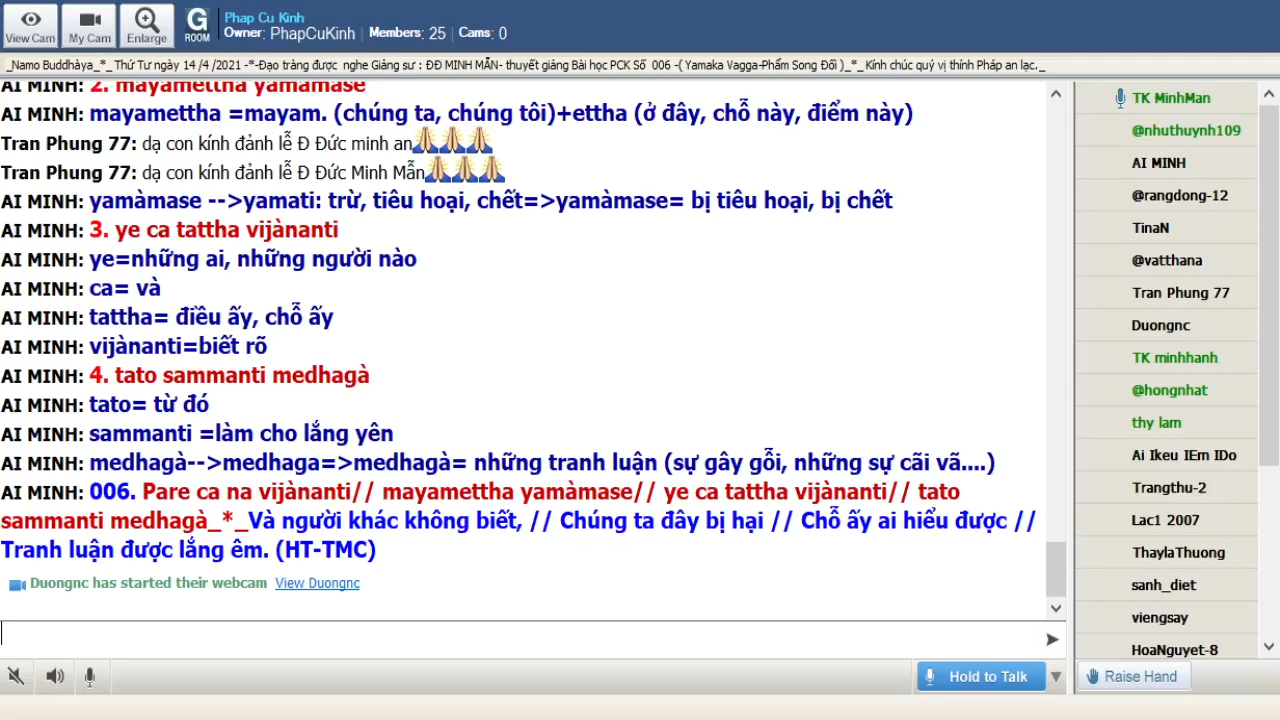 View Cam
My Cam
Enlarge
G
ROOM
Phap Cu Kinh
Owner: PhapCuKinh | Members: 25 | Cams: 0
_Namo Buddhàya_*_ Thứ Tư ngày 14 /4 /2021 -*-Đạo tràng được nghe Giảng sư : ĐĐ MINH MẪN- thuyết giảng Bài học PCK Số 006 -( Yamaka Vagga-Phẩm Song Đối )_*_ Kính chúc quý vị thính Pháp an lạc._
AI MINH: 2. mayamettha yamàmase
AI MINH: mayamettha =mayam. (chúng ta, chúng tôi)+ettha (ở đây, chỗ này, điểm này)
Tran Phung 77: dạ con kính đảnh lễ Đ Đức minh an🙏🙏🙏
Tran Phung 77: dạ con kính đảnh lễ Đ Đức Minh Mẫn🙏🙏🙏
AI MINH: yamàmase -->yamati: trừ, tiêu hoại, chết=>yamàmase= bị tiêu hoại, bị chết
AI MINH: 3. ye ca tattha vijànanti
AI MINH: ye=những ai, những người nào
AI MINH: ca= và
AI MINH: tattha= điều ấy, chỗ ấy
AI MINH: vijànanti=biết rõ
AI MINH: 4. tato sammanti medhagà
AI MINH: tato= từ đó
AI MINH: sammanti =làm cho lắng yên
AI MINH: medhagà-->medhaga=>medhagà= những tranh luận (sự gây gỗi, những sự cãi vã....)
AI MINH: 006. Pare ca na vijànanti// mayamettha yamàmase// ye ca tattha vijànanti// tato
sammanti medhagà_*_Và người khác không biết, // Chúng ta đây bị hại // Chỗ ấy ai hiểu được //
Tranh luận được lắng êm. (HT-TMC)
Duongnc has started their webcam View Duongnc
Hold to Talk
TK MinhMan
@nhuthuynh109
AI MINH
@rangdong-12
TinaN
@vatthana
Tran Phung 77
Duongnc
TK minhhanh
@hongnhat
thy lam
Ai Ikeu IEm IDo
Trangthu-2
Lac1 2007
ThaylaThuong
sanh_diet
viengsay
HoaNguyet-8
Raise Hand